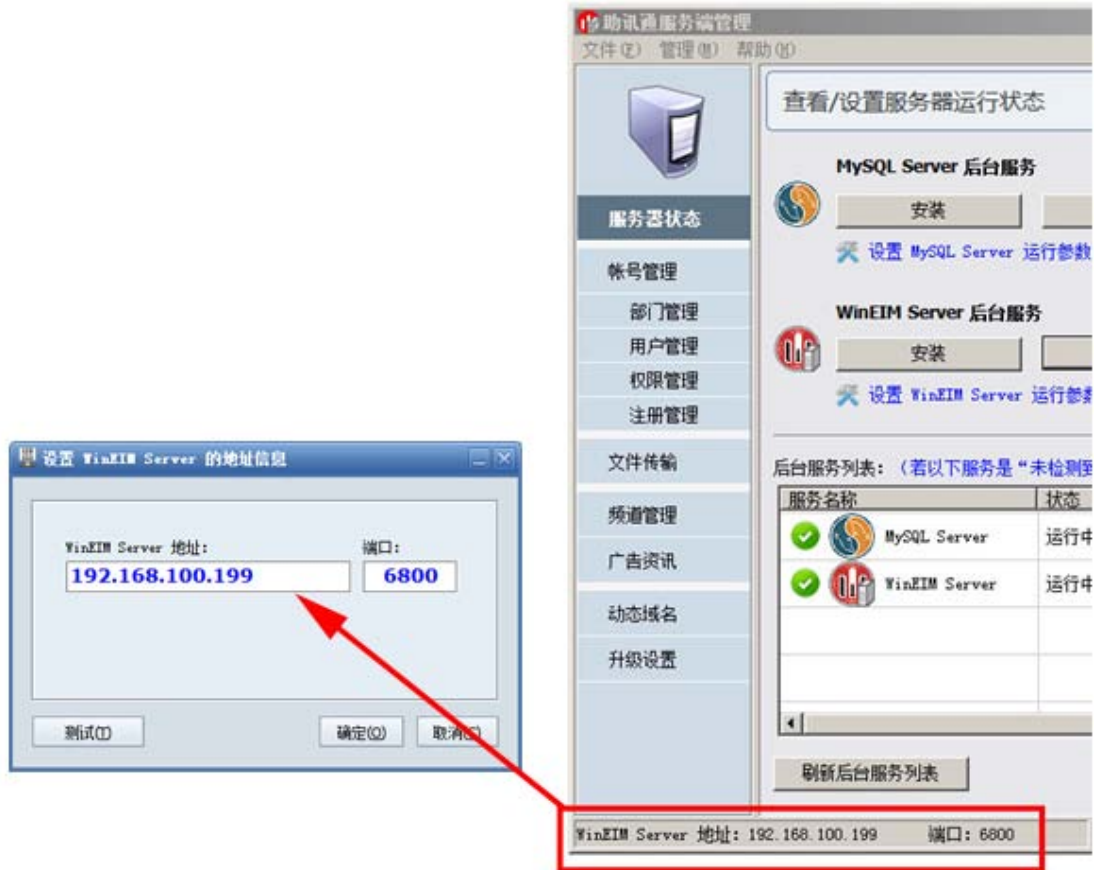 助讯通服务端管理
文件(F) 管理(M) 帮助(H)
查看/设置服务器运行状态
MySQL Server 后台服务
安装
设置 MySQL Server 运行参数
WinEIM Server 后台服务
安装
设置 WinEIM Server 运行参数
服务器状态
帐号管理
部门管理
用户管理
权限管理
注册管理
文件传输
频道管理
广告资讯
动态域名
升级设置
后台服务列表：（若以下服务是“未检测到
服务名称 状态
MySQL Server 运行中
WinEIM Server 运行中
刷新后台服务列表
WinEIM Server 地址：192.168.100.199 端口：6800
设置 WinEIM Server 的地址信息
WinEIM Server 地址： 端口：
192.168.100.199 6800
测试(T) 确定(O) 取消(C)